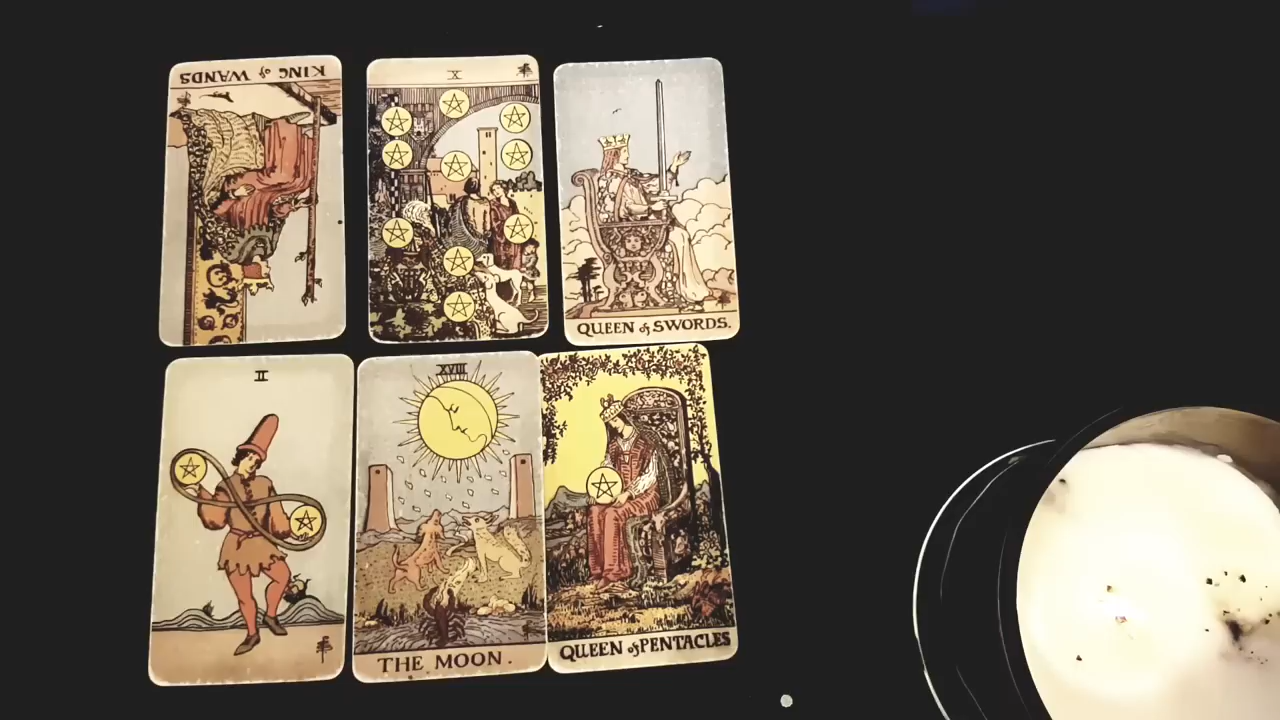 KING of WANDS
X
QUEEN of SWORDS.
II
XVIII
THE MOON.
QUEEN of PENTACLES